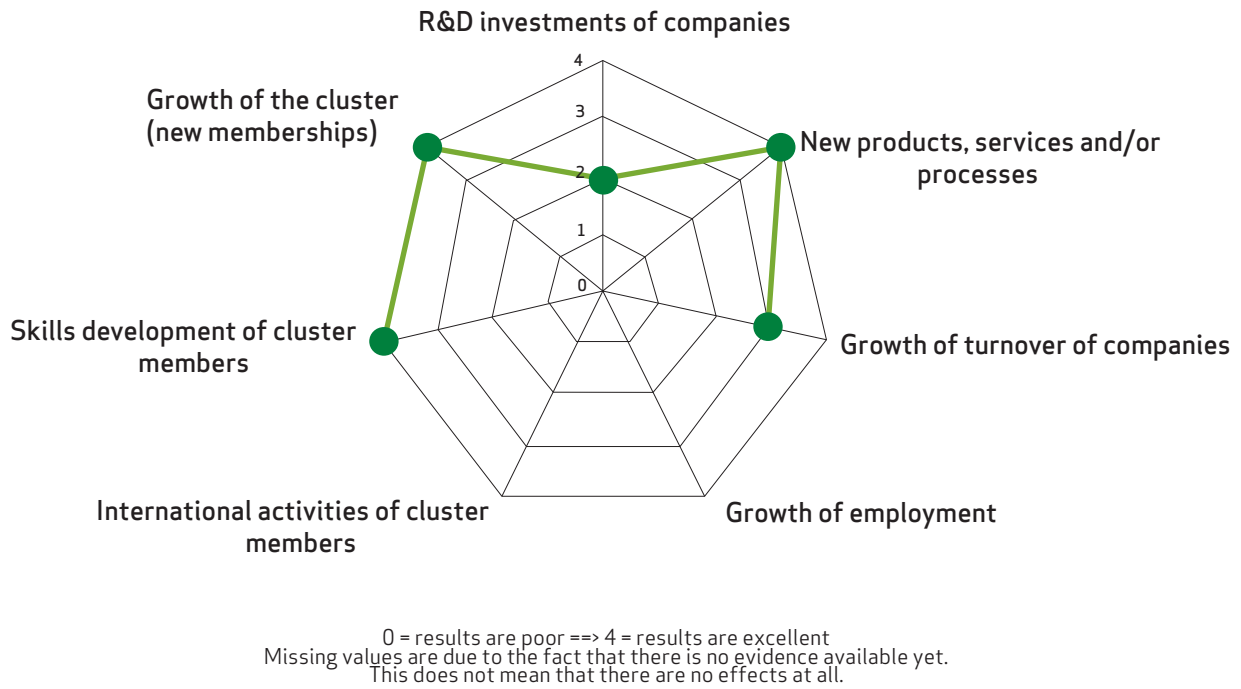 R&D investments of companies
4
Growth of the cluster
(new memberships)
3
New products, services and/or
processes
2
1
0
Skills development of cluster
members
Growth of turnover of companies
International activities of cluster
members
Growth of employment
0 = results are poor ==> 4 = results are excellent
Missing values are due to the fact that there is no evidence available yet.
This does not mean that there are no effects at all.